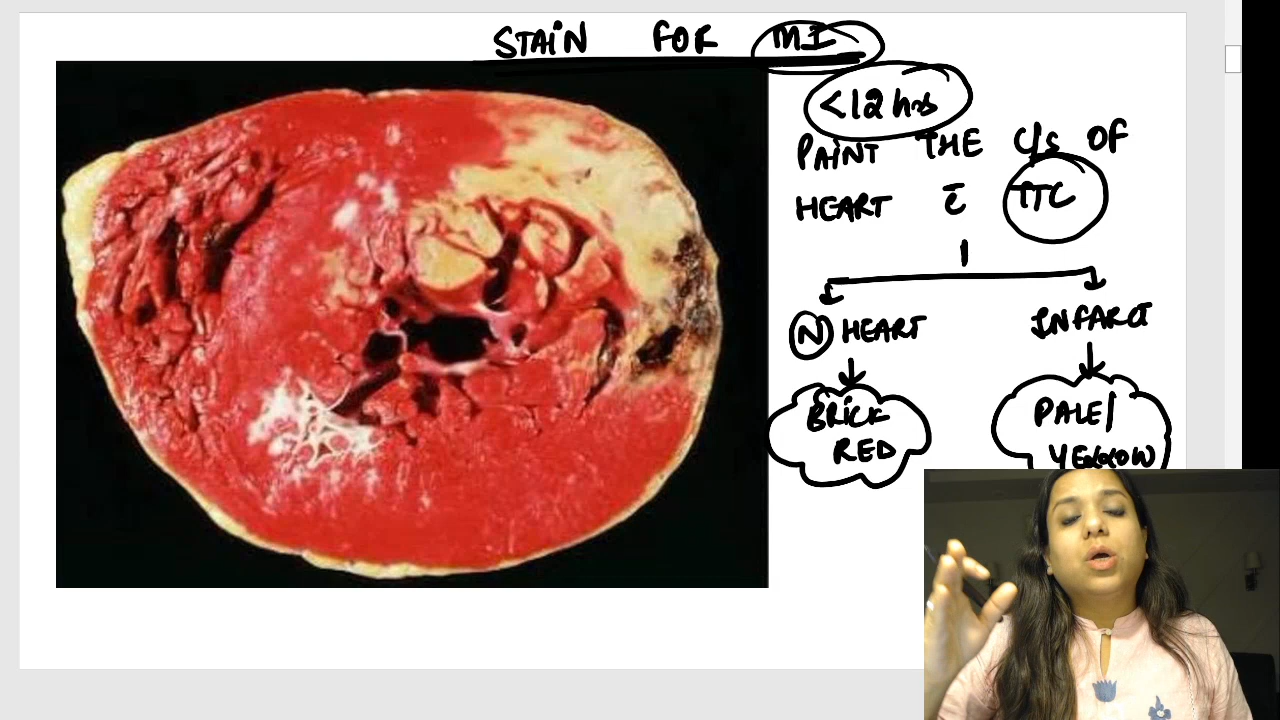 STAIN FOR MI
<12 hrs
PAINT THE C/S OF
HEART c̄ TTC
N HEART
INFARCT
BRICK
RED
PALE/
YELLOW